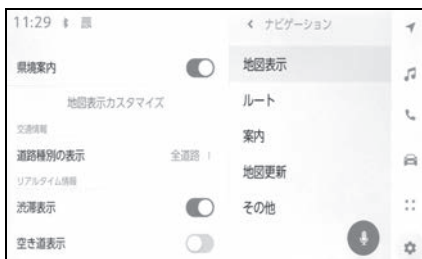 11:29
県境案内
地図表示カスタマイズ
交通情報
道路種別の表示 全道路
リアルタイム情報
渋滞表示
空き道表示
ナビゲーション
地図表示
ルート
案内
地図更新
その他